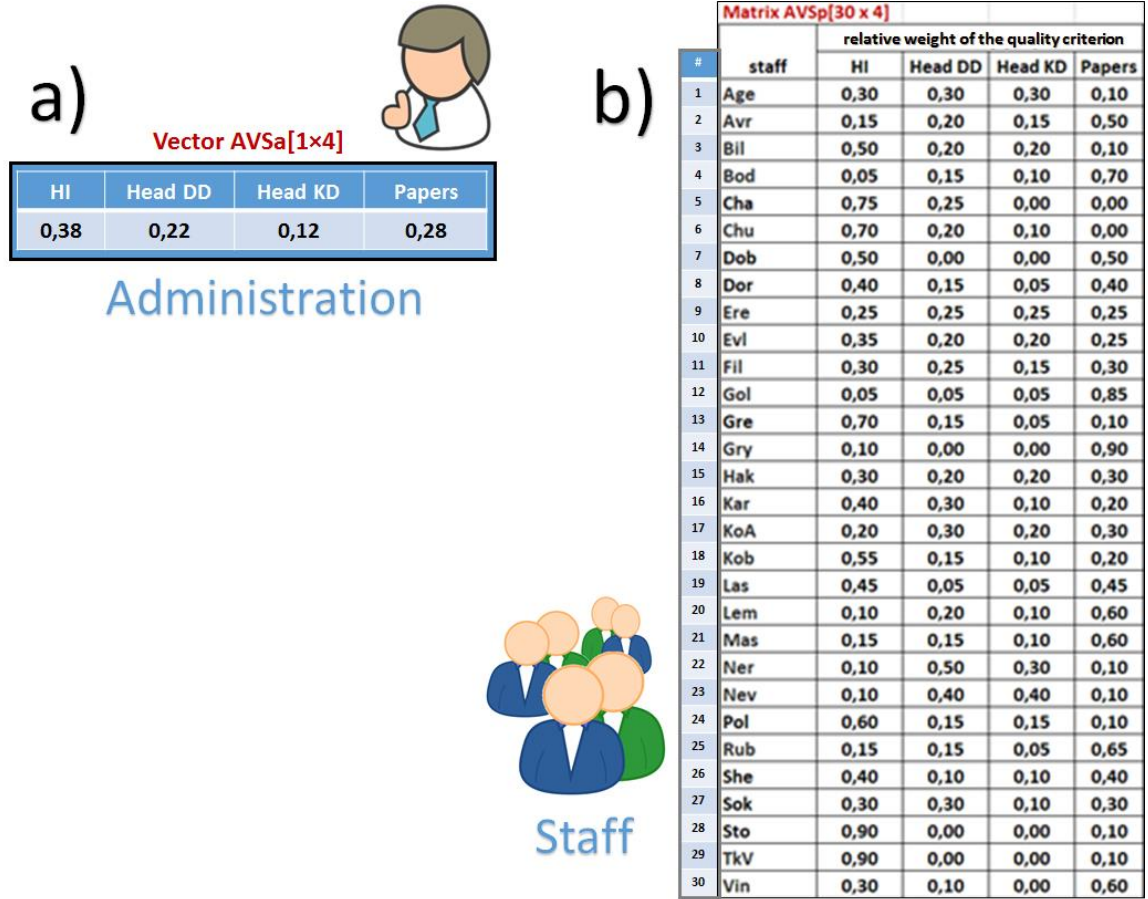 a)
Vector AVSa[1×4]
HI Head DD Head KD Papers
0,38 0,22 0,12 0,28
Administration
Staff
b)
Matrix AVSp[30 x 4]
relative weight of the quality criterion
# staff HI Head DD Head KD Papers
1 Age 0,30 0,30 0,30 0,10
2 Avr 0,15 0,20 0,15 0,50
3 Bil 0,50 0,20 0,20 0,10
4 Bod 0,05 0,15 0,10 0,70
5 Cha 0,75 0,25 0,00 0,00
6 Chu 0,70 0,20 0,10 0,00
7 Dob 0,50 0,00 0,00 0,50
8 Dor 0,40 0,15 0,05 0,40
9 Ere 0,25 0,25 0,25 0,25
10 Evl 0,35 0,20 0,20 0,25
11 Fil 0,30 0,25 0,15 0,30
12 Gol 0,05 0,05 0,05 0,85
13 Gre 0,70 0,15 0,05 0,10
14 Gry 0,10 0,00 0,00 0,90
15 Hak 0,30 0,20 0,20 0,30
16 Kar 0,40 0,30 0,10 0,20
17 KoA 0,20 0,30 0,20 0,30
18 Kob 0,55 0,15 0,10 0,20
19 Las 0,45 0,05 0,05 0,45
20 Lem 0,10 0,20 0,10 0,60
21 Mas 0,15 0,15 0,10 0,60
22 Ner 0,10 0,50 0,30 0,10
23 Nev 0,10 0,40 0,40 0,10
24 Pol 0,60 0,15 0,15 0,10
25 Rub 0,15 0,15 0,05 0,65
26 She 0,40 0,10 0,10 0,40
27 Sok 0,30 0,30 0,10 0,30
28 Sto 0,90 0,00 0,00 0,10
29 TkV 0,90 0,00 0,00 0,10
30 Vin 0,30 0,10 0,00 0,60